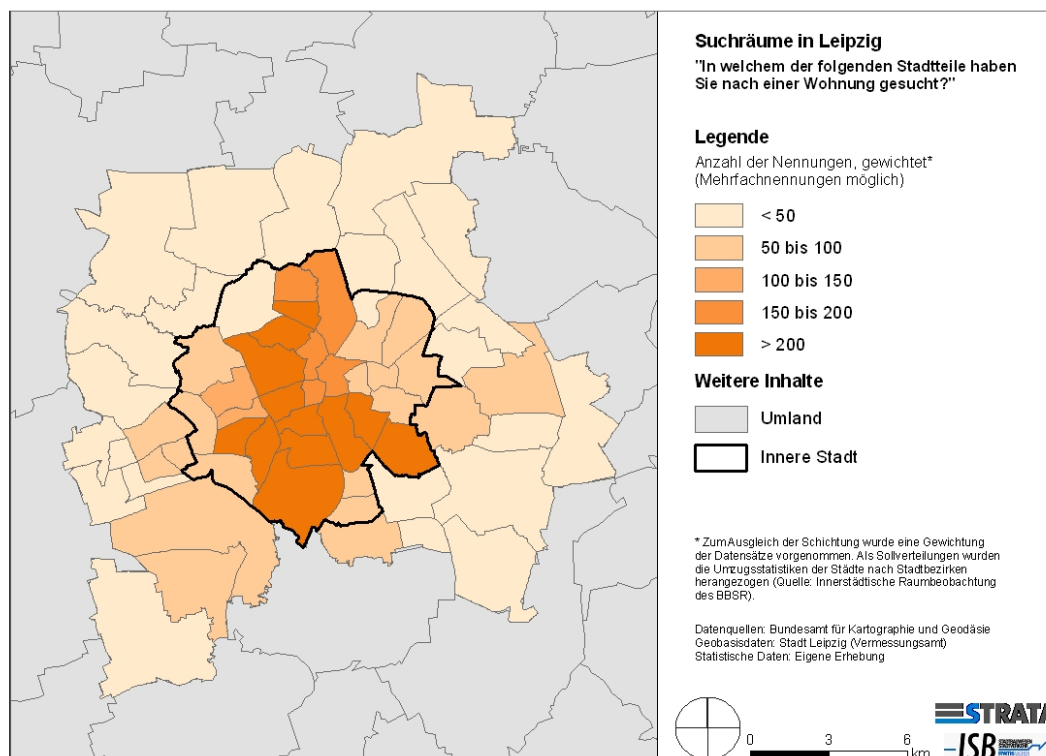 Suchräume in Leipzig
"In welchem der folgenden Stadtteile haben
Sie nach einer Wohnung gesucht?"
Legende
Anzahl der Nennungen, gewichtet*
(Mehrfachnennungen möglich)
< 50
50 bis 100
100 bis 150
150 bis 200
> 200
Weitere Inhalte
Umland
Innere Stadt
* Zum Ausgleich der Schichtung wurde eine Gewichtung
der Datensätze vorgenommen. Als Sollverteilungen wurden
die Umzugsstatistiken der Städte nach Stadtbezirken
herangezogen (Quelle: Innerstädtische Raumbeobachtung
des BBSR).
Datenquellen: Bundesamt für Kartographie und Geodäsie
Geobasisdaten: Stadt Leipzig (Vermessungsamt)
Statistische Daten: Eigene Erhebung
STRATA
0 3 6
km
ISB